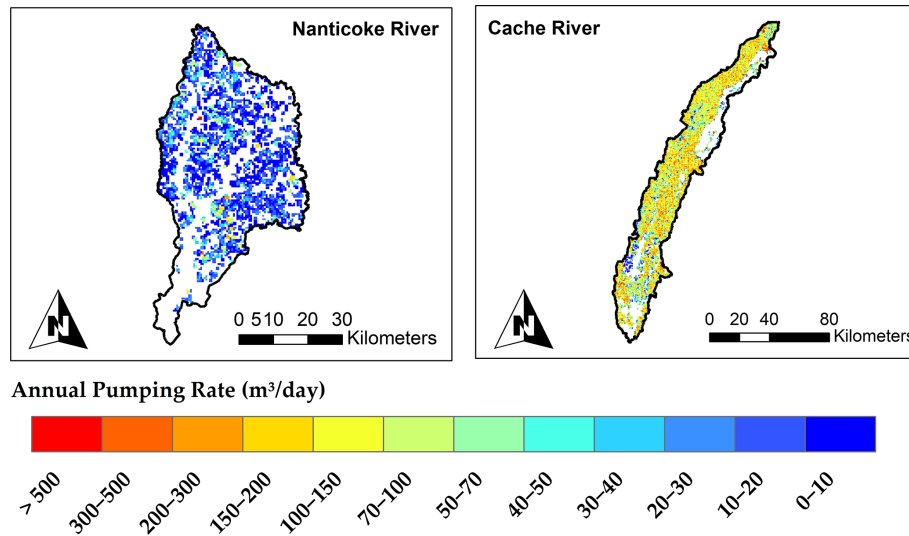 Nanticoke River
N
0 510 20 30
Kilometers
Cache River
N
0 20 40 80
Kilometers
Annual Pumping Rate (m³/day)
> 500
300–500
200–300
150–200
100–150
70–100
50–70
40–50
30–40
20–30
10–20
0–10